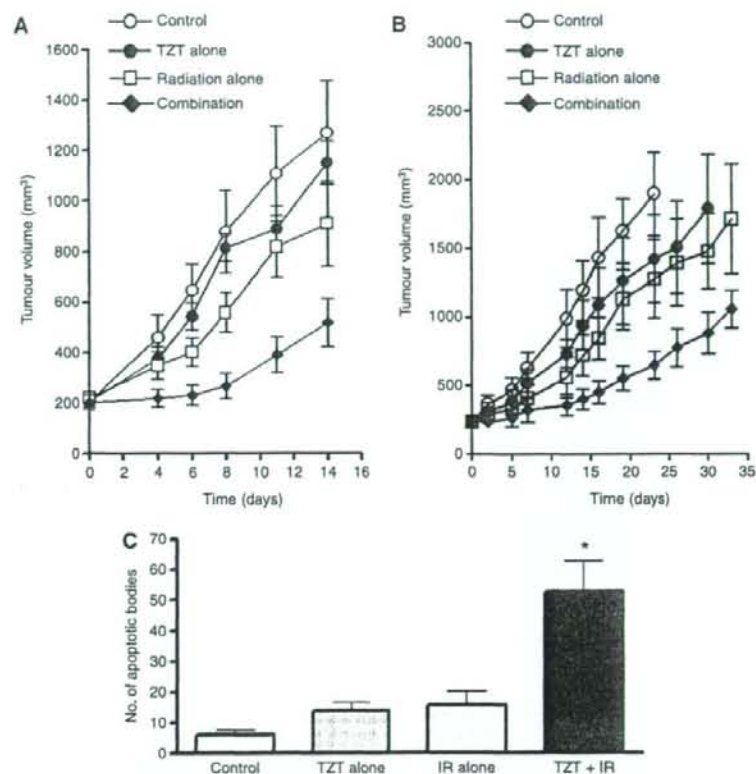 A
Control
TZT alone
Radiation alone
Combination
1600
1400
1200
1000
800
600
400
200
0
Tumour volume (mm³)
0 2 4 6 8 10 12 14 16
Time (days)
B
Control
TZT alone
Radiation alone
Combination
3000
2500
2000
1500
1000
500
0
Tumour volume (mm³)
0 5 10 15 20 25 30 35
Time (days)
C
70
60
50
40
30
20
10
0
No. of apoptotic bodies
*
Control TZT alone IR alone TZT + IR